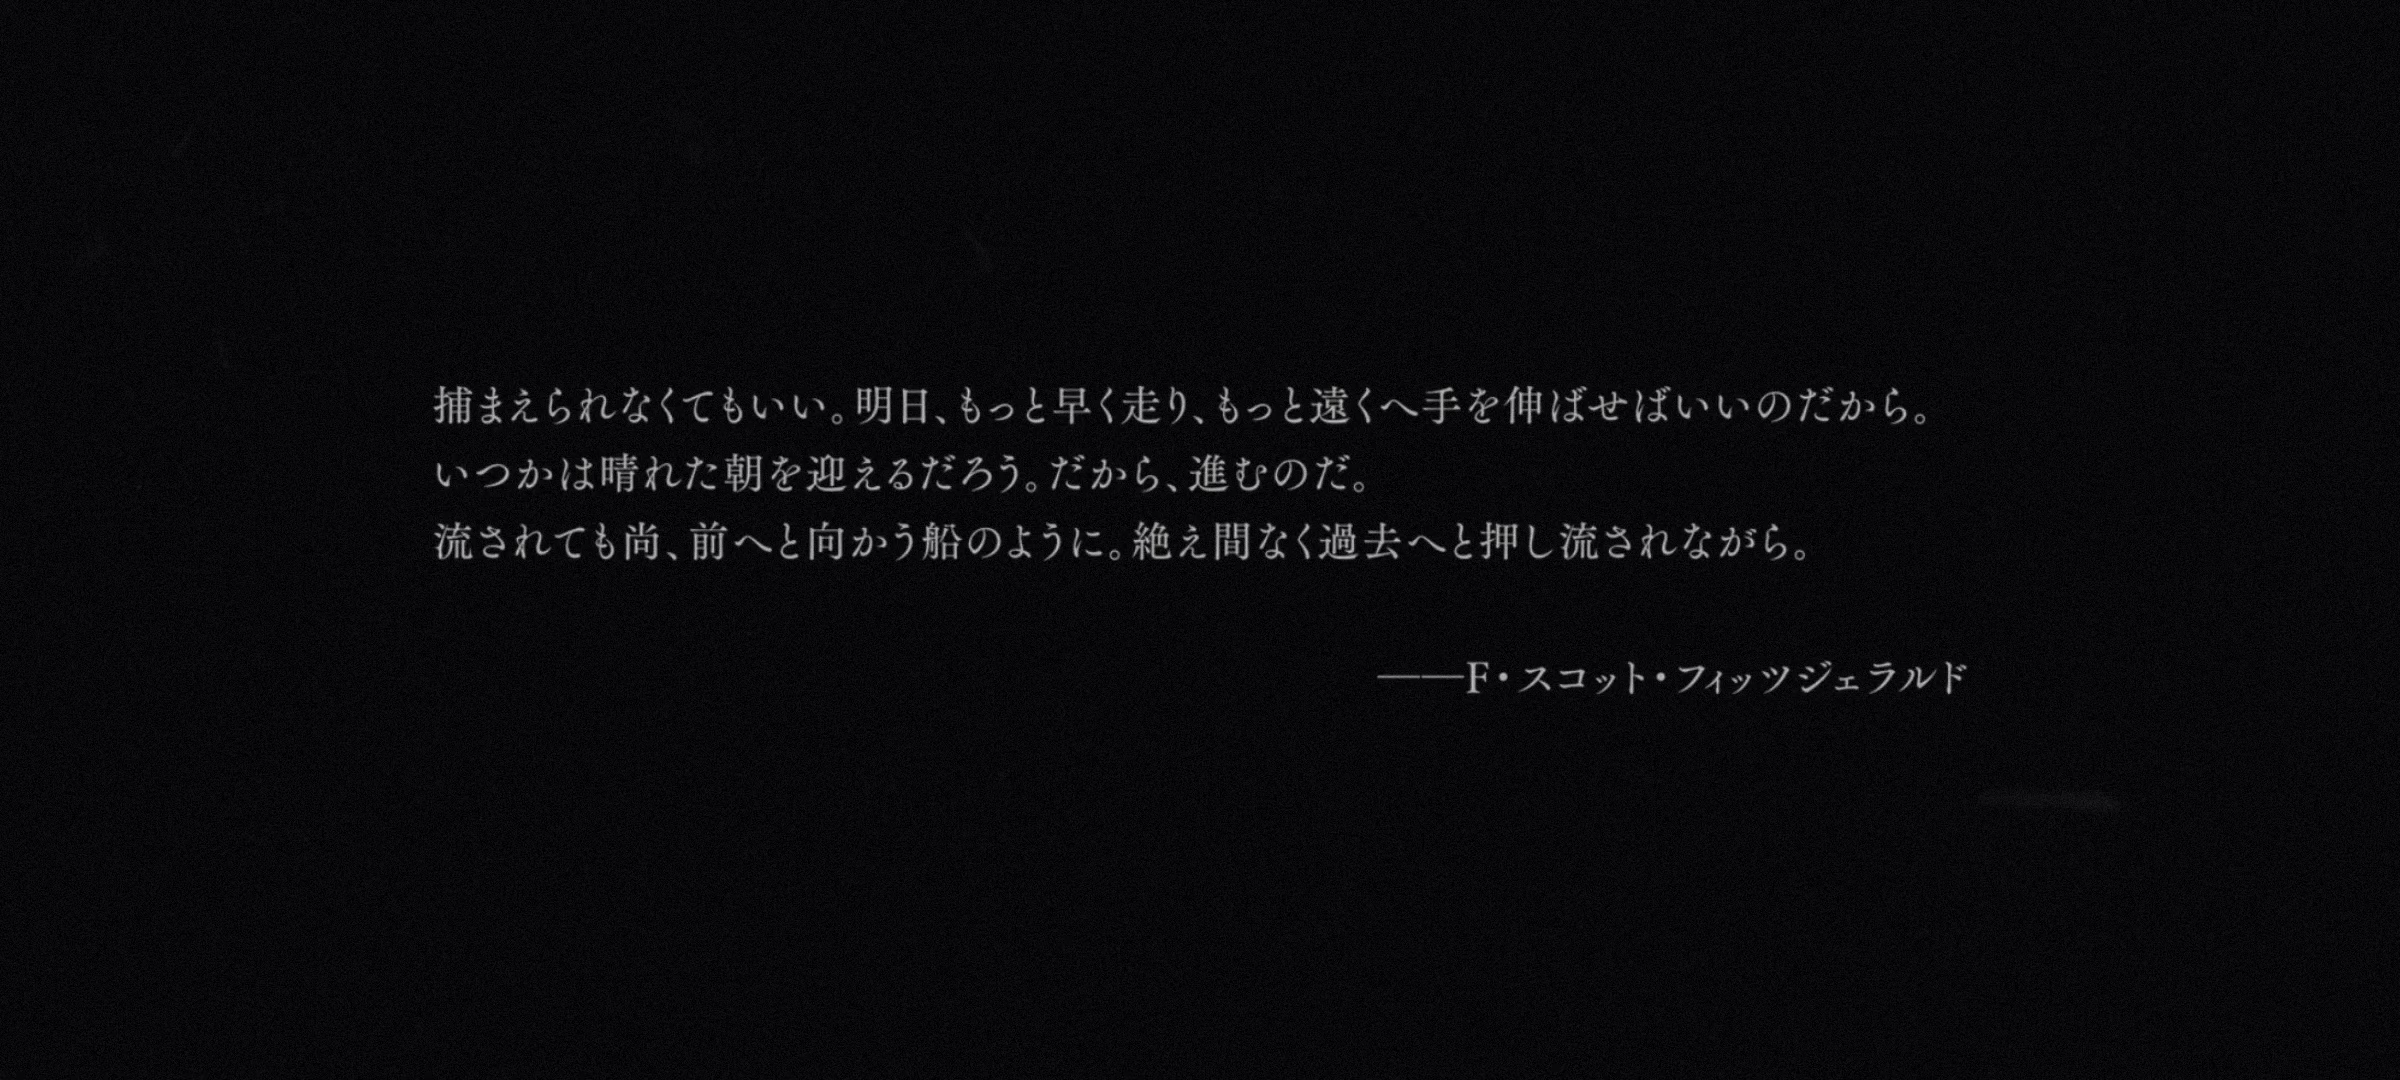 捕まえられなくてもいい。明日、もっと早く走り、もっと遠くへ手を伸ばせばいいのだから。
いつかは晴れた朝を迎えるだろう。だから、進むのだ。
流されても尚、前へと向かう船のように。絶え間なく過去へと押し流されながら。
——F・スコット・フィッツジェラルド